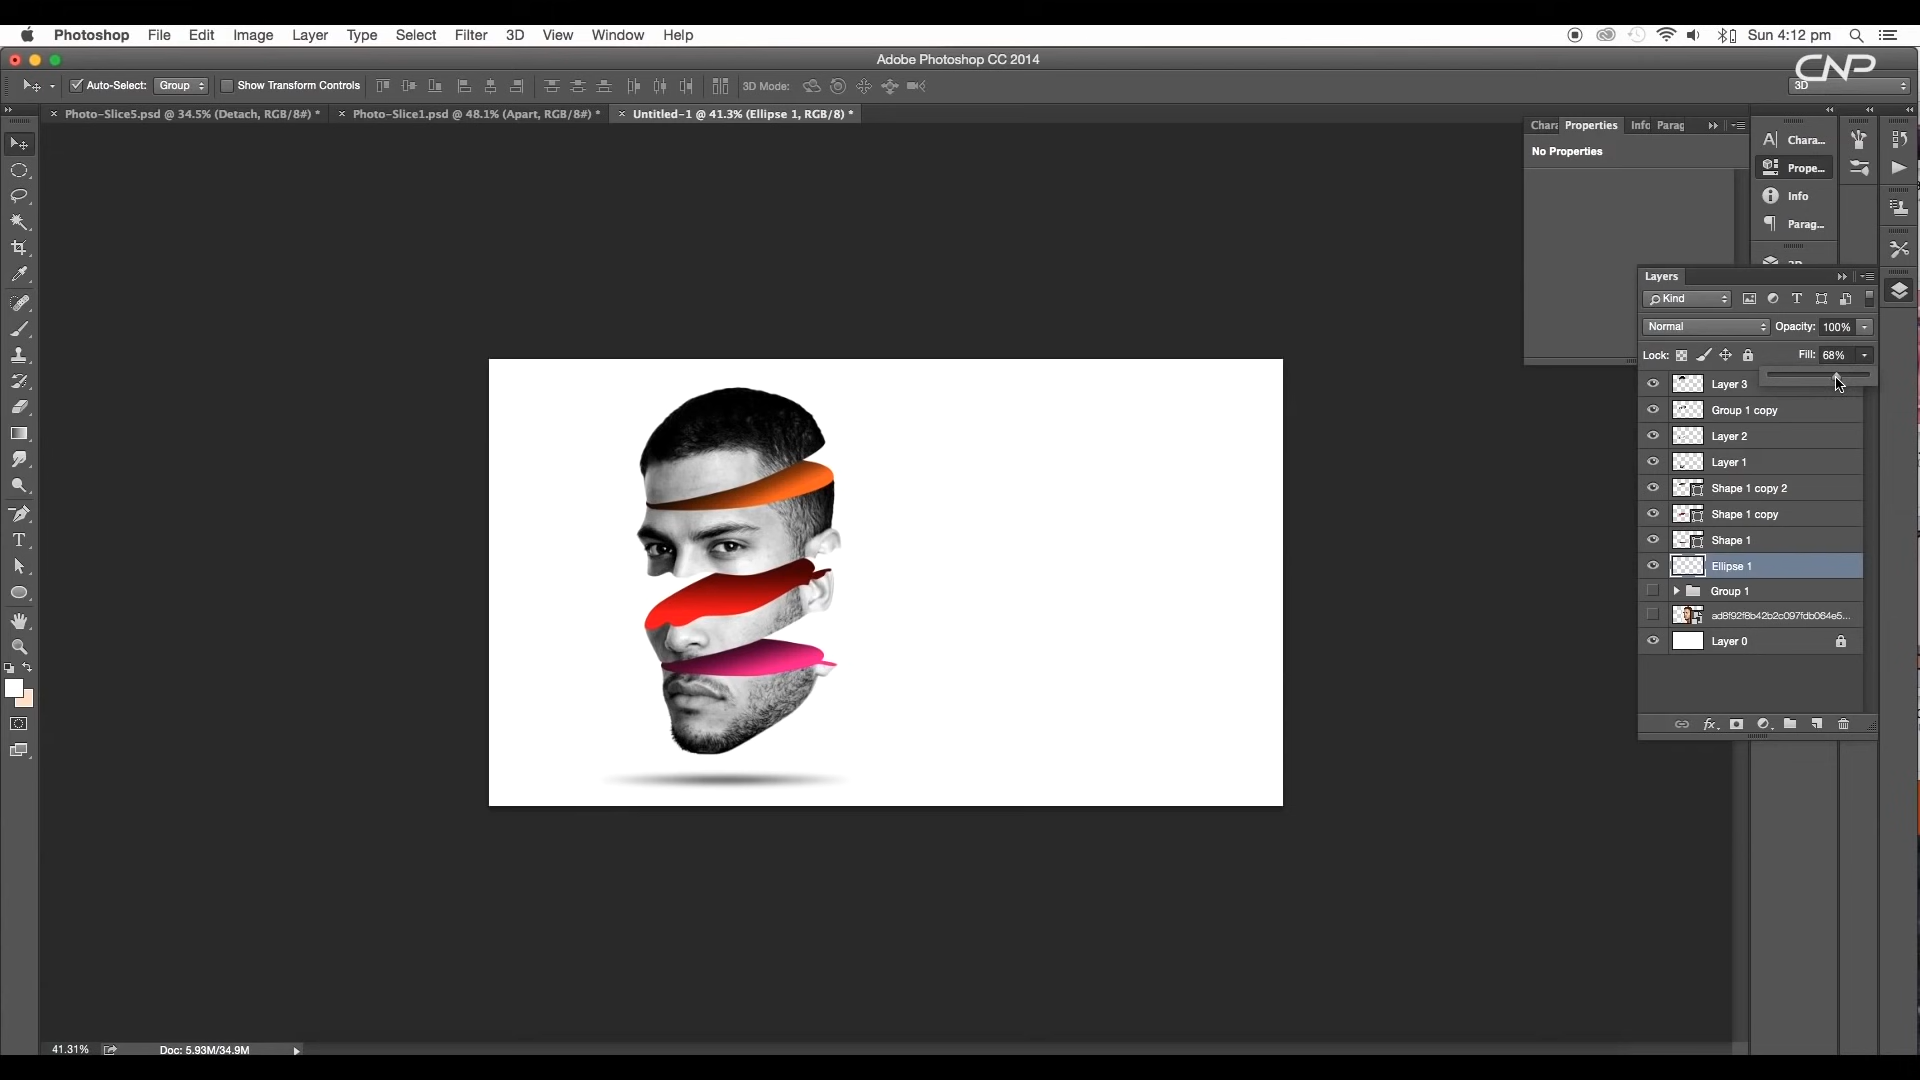 Photoshop File Edit Image Layer Type Select Filter 3D View Window Help Sun 4:12 pm
Adobe Photoshop CC 2014
CNP
Auto-Select: Group Show Transform Controls 3D Mode: 3D
Photo-Slice5.psd @ 34.5% (Detach, RGB/8#) * Photo-Slice1.psd @ 48.1% (Apart, RGB/8#) * Untitled-1 @ 41.3% (Ellipse 1, RGB/8) *
Chara Properties Info Parag
No Properties
Chara...
Prope...
Info
Parag...
Layers
Kind
Normal Opacity: 100%
Lock: Fill: 68%
Layer 3
Group 1 copy
Layer 2
Layer 1
Shape 1 copy 2
Shape 1 copy
Shape 1
Ellipse 1
Group 1
ad8f92f8b42b2c097fdb064e5...
Layer 0
41.31% Doc: 5.93M/34.9M